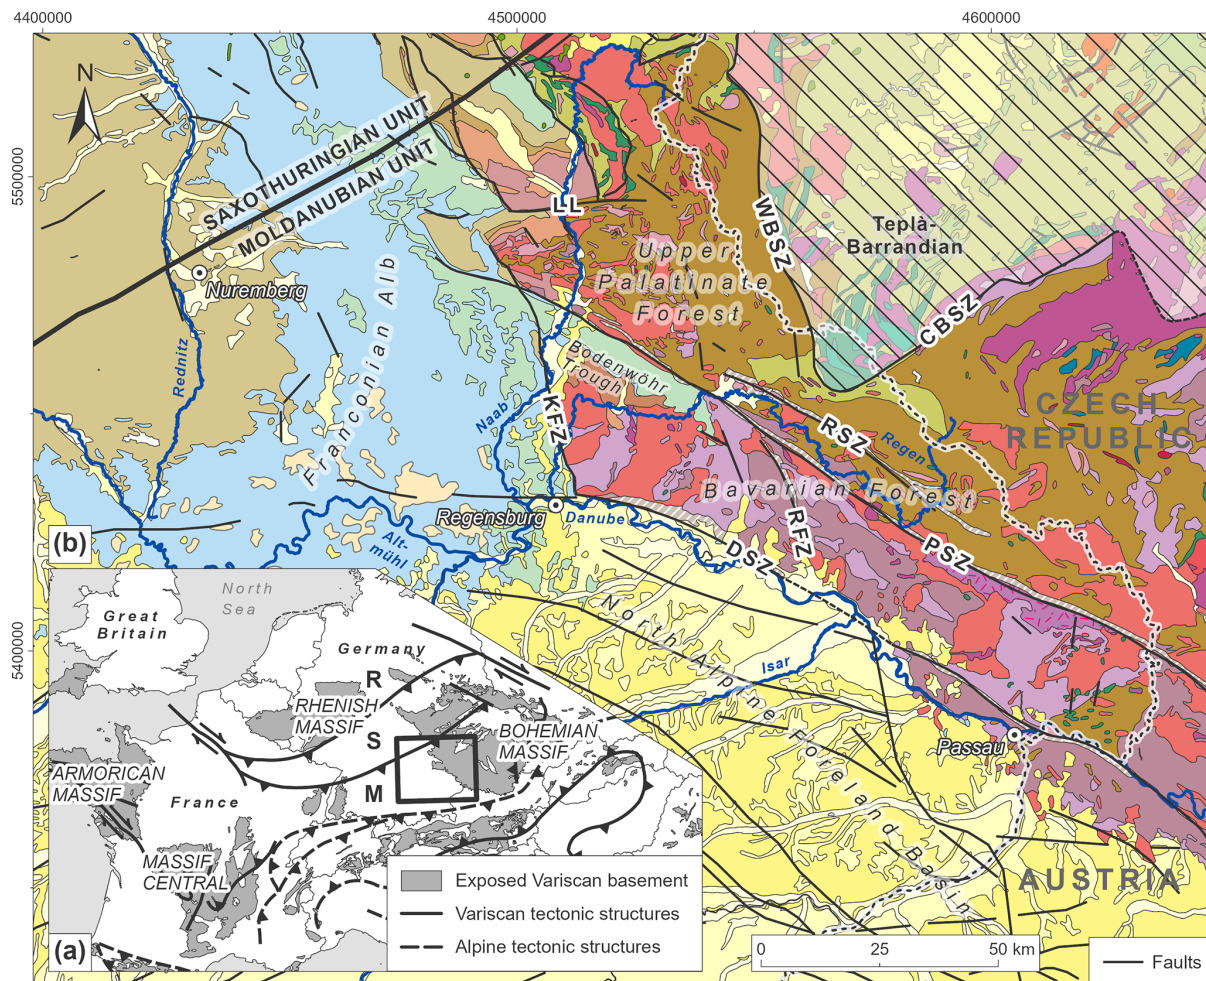 4400000
4500000
4600000
5500000
5400000
N
SAXOTHURINGIAN UNIT
MOLDANUBIAN UNIT
LL
WBSZ
Teplà-
Barrandian
Upper
Palatinate
Forest
CBSZ
Nuremberg
Franconian Alb
Rednitz
Bodenwöhr
Trough
Naab
KFZ
RSZ
Regen
CZECH
REPUBLIC
Bavarian Forest
Regensburg
Danube
RFZ
PSZ
DSZ
Alt-
mühl
(b)
North Alpine Foreland Basin
Isar
Passau
AUSTRIA
0
25
50 km
Faults
North
Sea
Great
Britain
Germany
R
RHENISH
MASSIF
S
BOHEMIAN
MASSIF
M
ARMORICAN
MASSIF
France
MASSIF
CENTRAL
Exposed Variscan basement
Variscan tectonic structures
Alpine tectonic structures
(a)